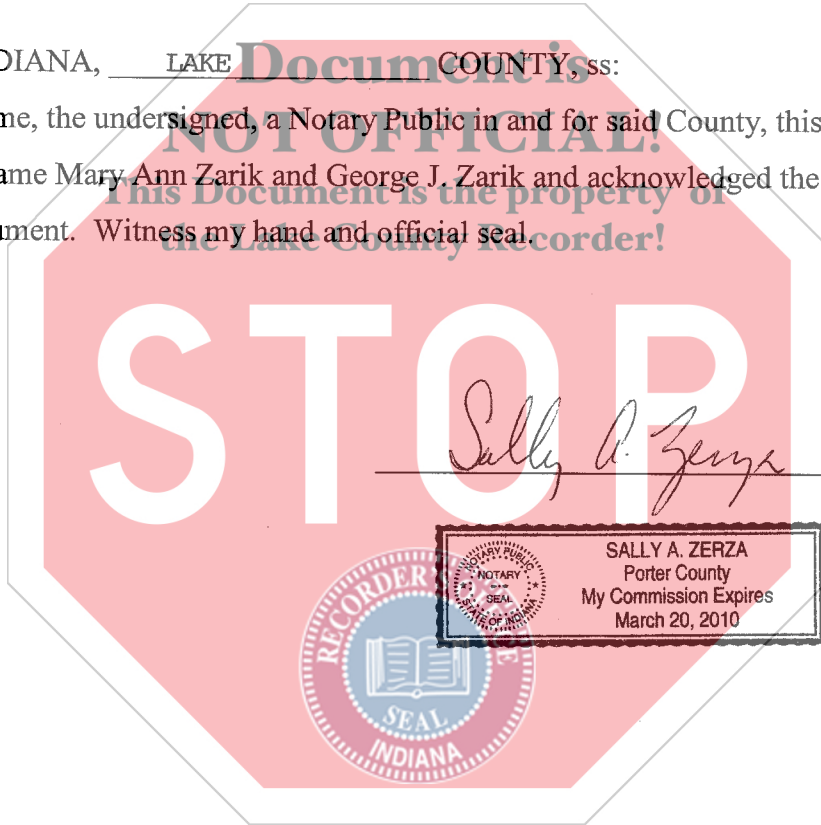 DIANA, LAKE COUNTY, ss:
Document is
me, the undersigned, a Notary Public in and for said County, this
NOT OFFICIAL!
ame Mary Ann Zarik and George J. Zarik and acknowledged the
This Document is the property of
ument. Witness my hand and official seal.
the Lake County Recorder!
STOP
Sally A. Zerza
NOTARY PUBLIC
NOTARY
SEAL
STATE OF INDIANA
SALLY A. ZERZA
Porter County
My Commission Expires
March 20, 2010
RECORDER'S OFFICE
SEAL
INDIANA